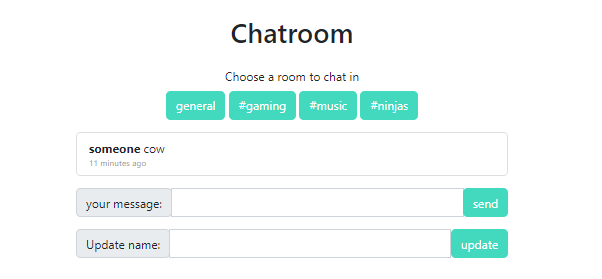 Chatroom
Choose a room to chat in
general #gaming #music #ninjas
someone cow
11 minutes ago
your message: send
Update name: update